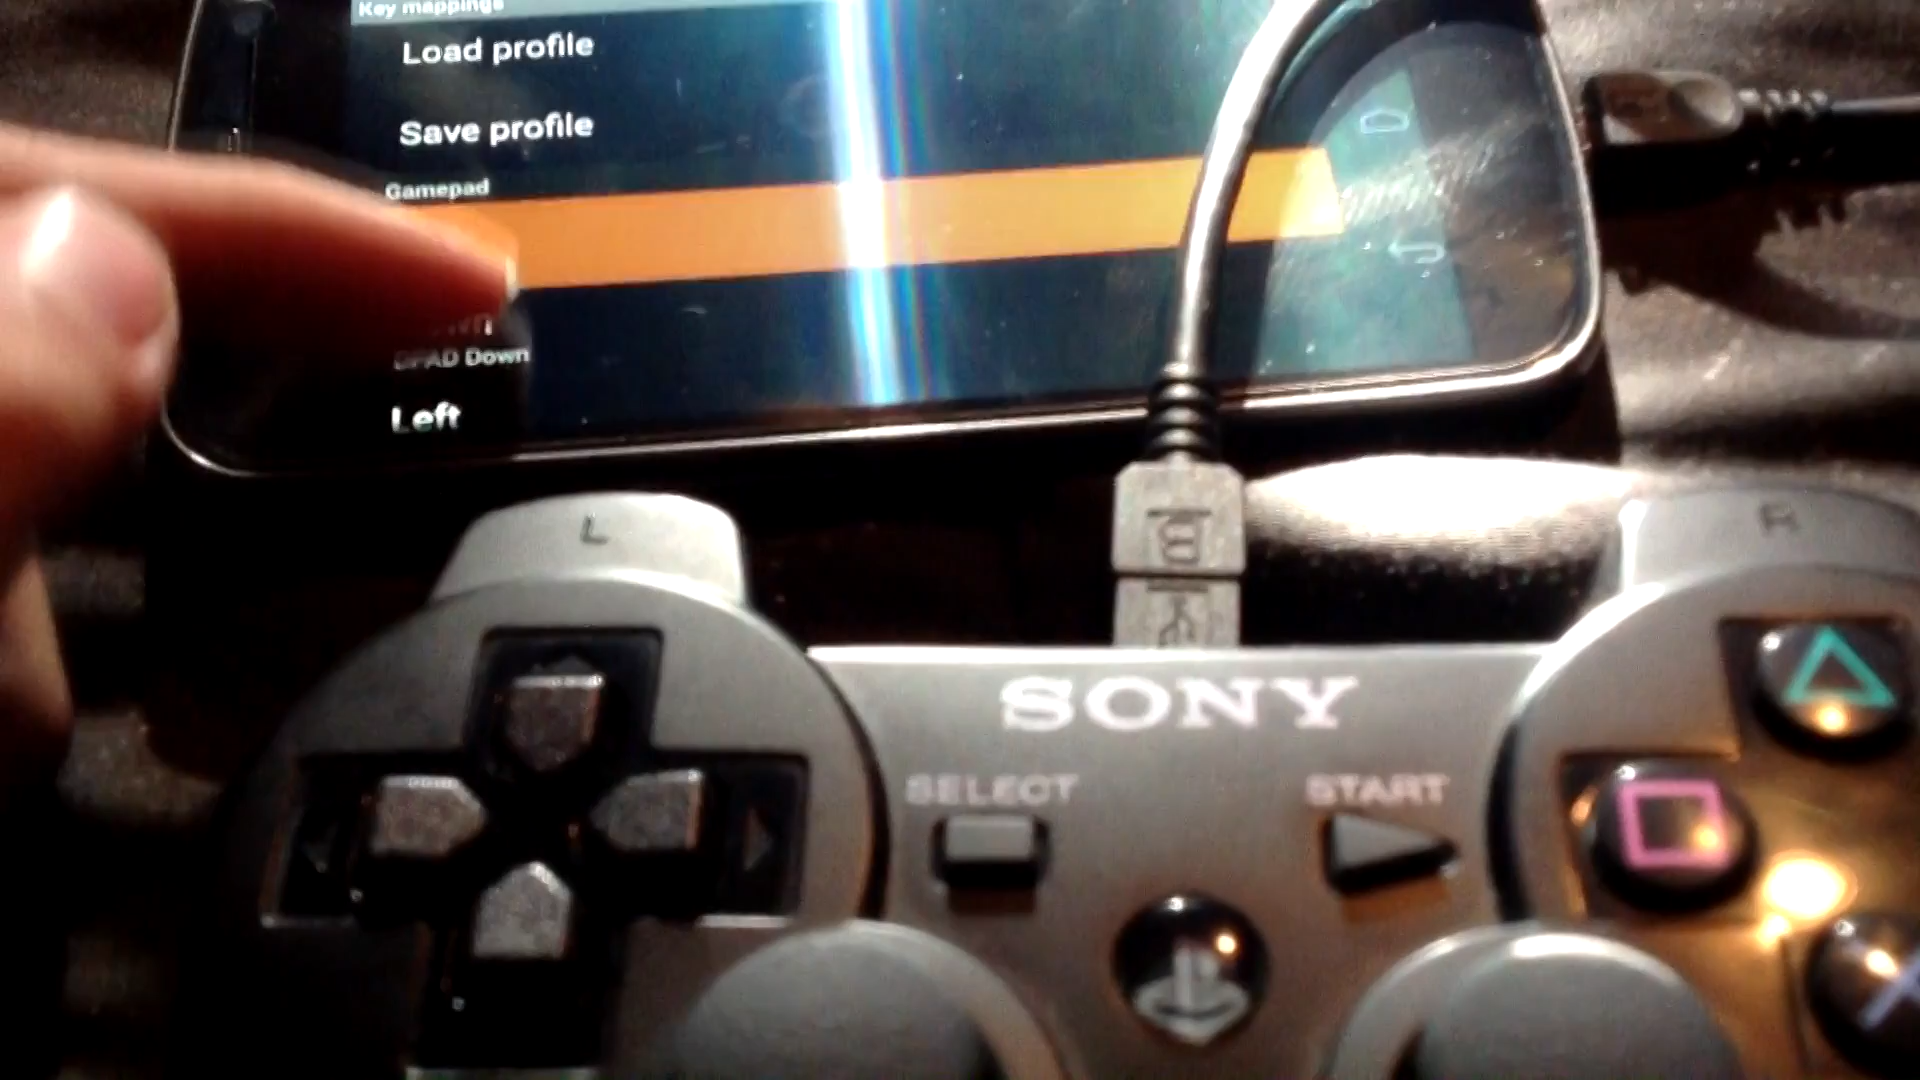 Key mappings
Load profile
Save profile
Gamepad
DPAD Down
Left
L
R
SONY
SELECT
START